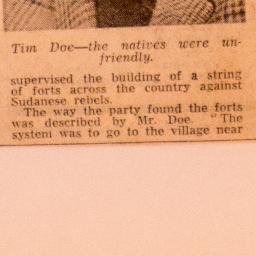 Tim Doe—the natives were un-
friendly.
supervised the building of a string
of forts across the country against
Sudanese rebels.
The way the party found the forts
was described by Mr. Doe. "The
system was to go to the village near